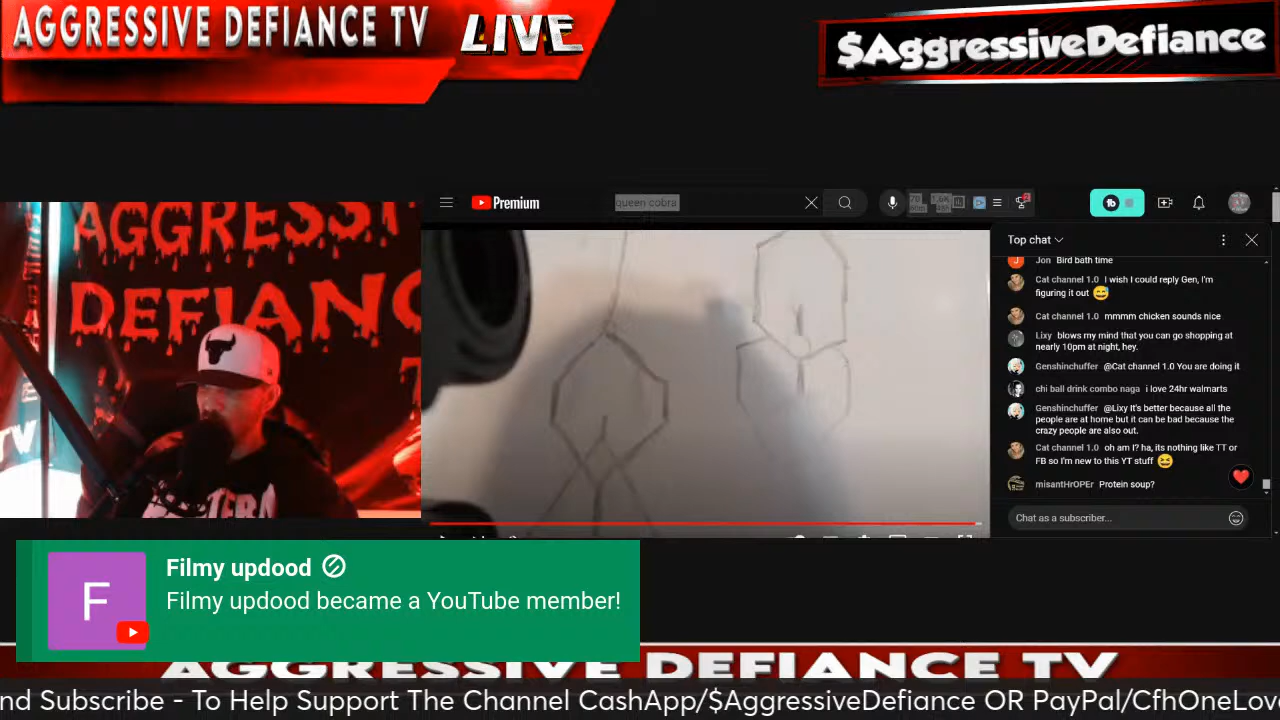 AGGRESSIVE DEFIANCE TV LIVE
$AggressiveDefiance
AGGRESSI
DEFIANC
Premium
queen cobra
Top chat
Jon Bird bath time
Cat channel 1.0 I wish I could reply Gen, I'm
figuring it out
Cat channel 1.0 mmmm chicken sounds nice
Lixy blows my mind that you can go shopping at
nearly 10pm at night, hey.
Genshinchuffer @Cat channel 1.0 You are doing it
chi ball drink combo naga i love 24hr walmarts
Genshinchuffer @Lixy It's better because all the
people are at home but it can be bad because the
crazy people are also out.
Cat channel 1.0 oh am I? ha, its nothing like TT or
FB so I'm new to this YT stuff
misantHrOPEr Protein soup?
Chat as a subscriber...
F
Filmy updood
Filmy updood became a YouTube member!
AGGRESSIVE DEFIANCE TV
nd Subscribe - To Help Support The Channel CashApp/$AggressiveDefiance OR PayPal/CfhOneLov